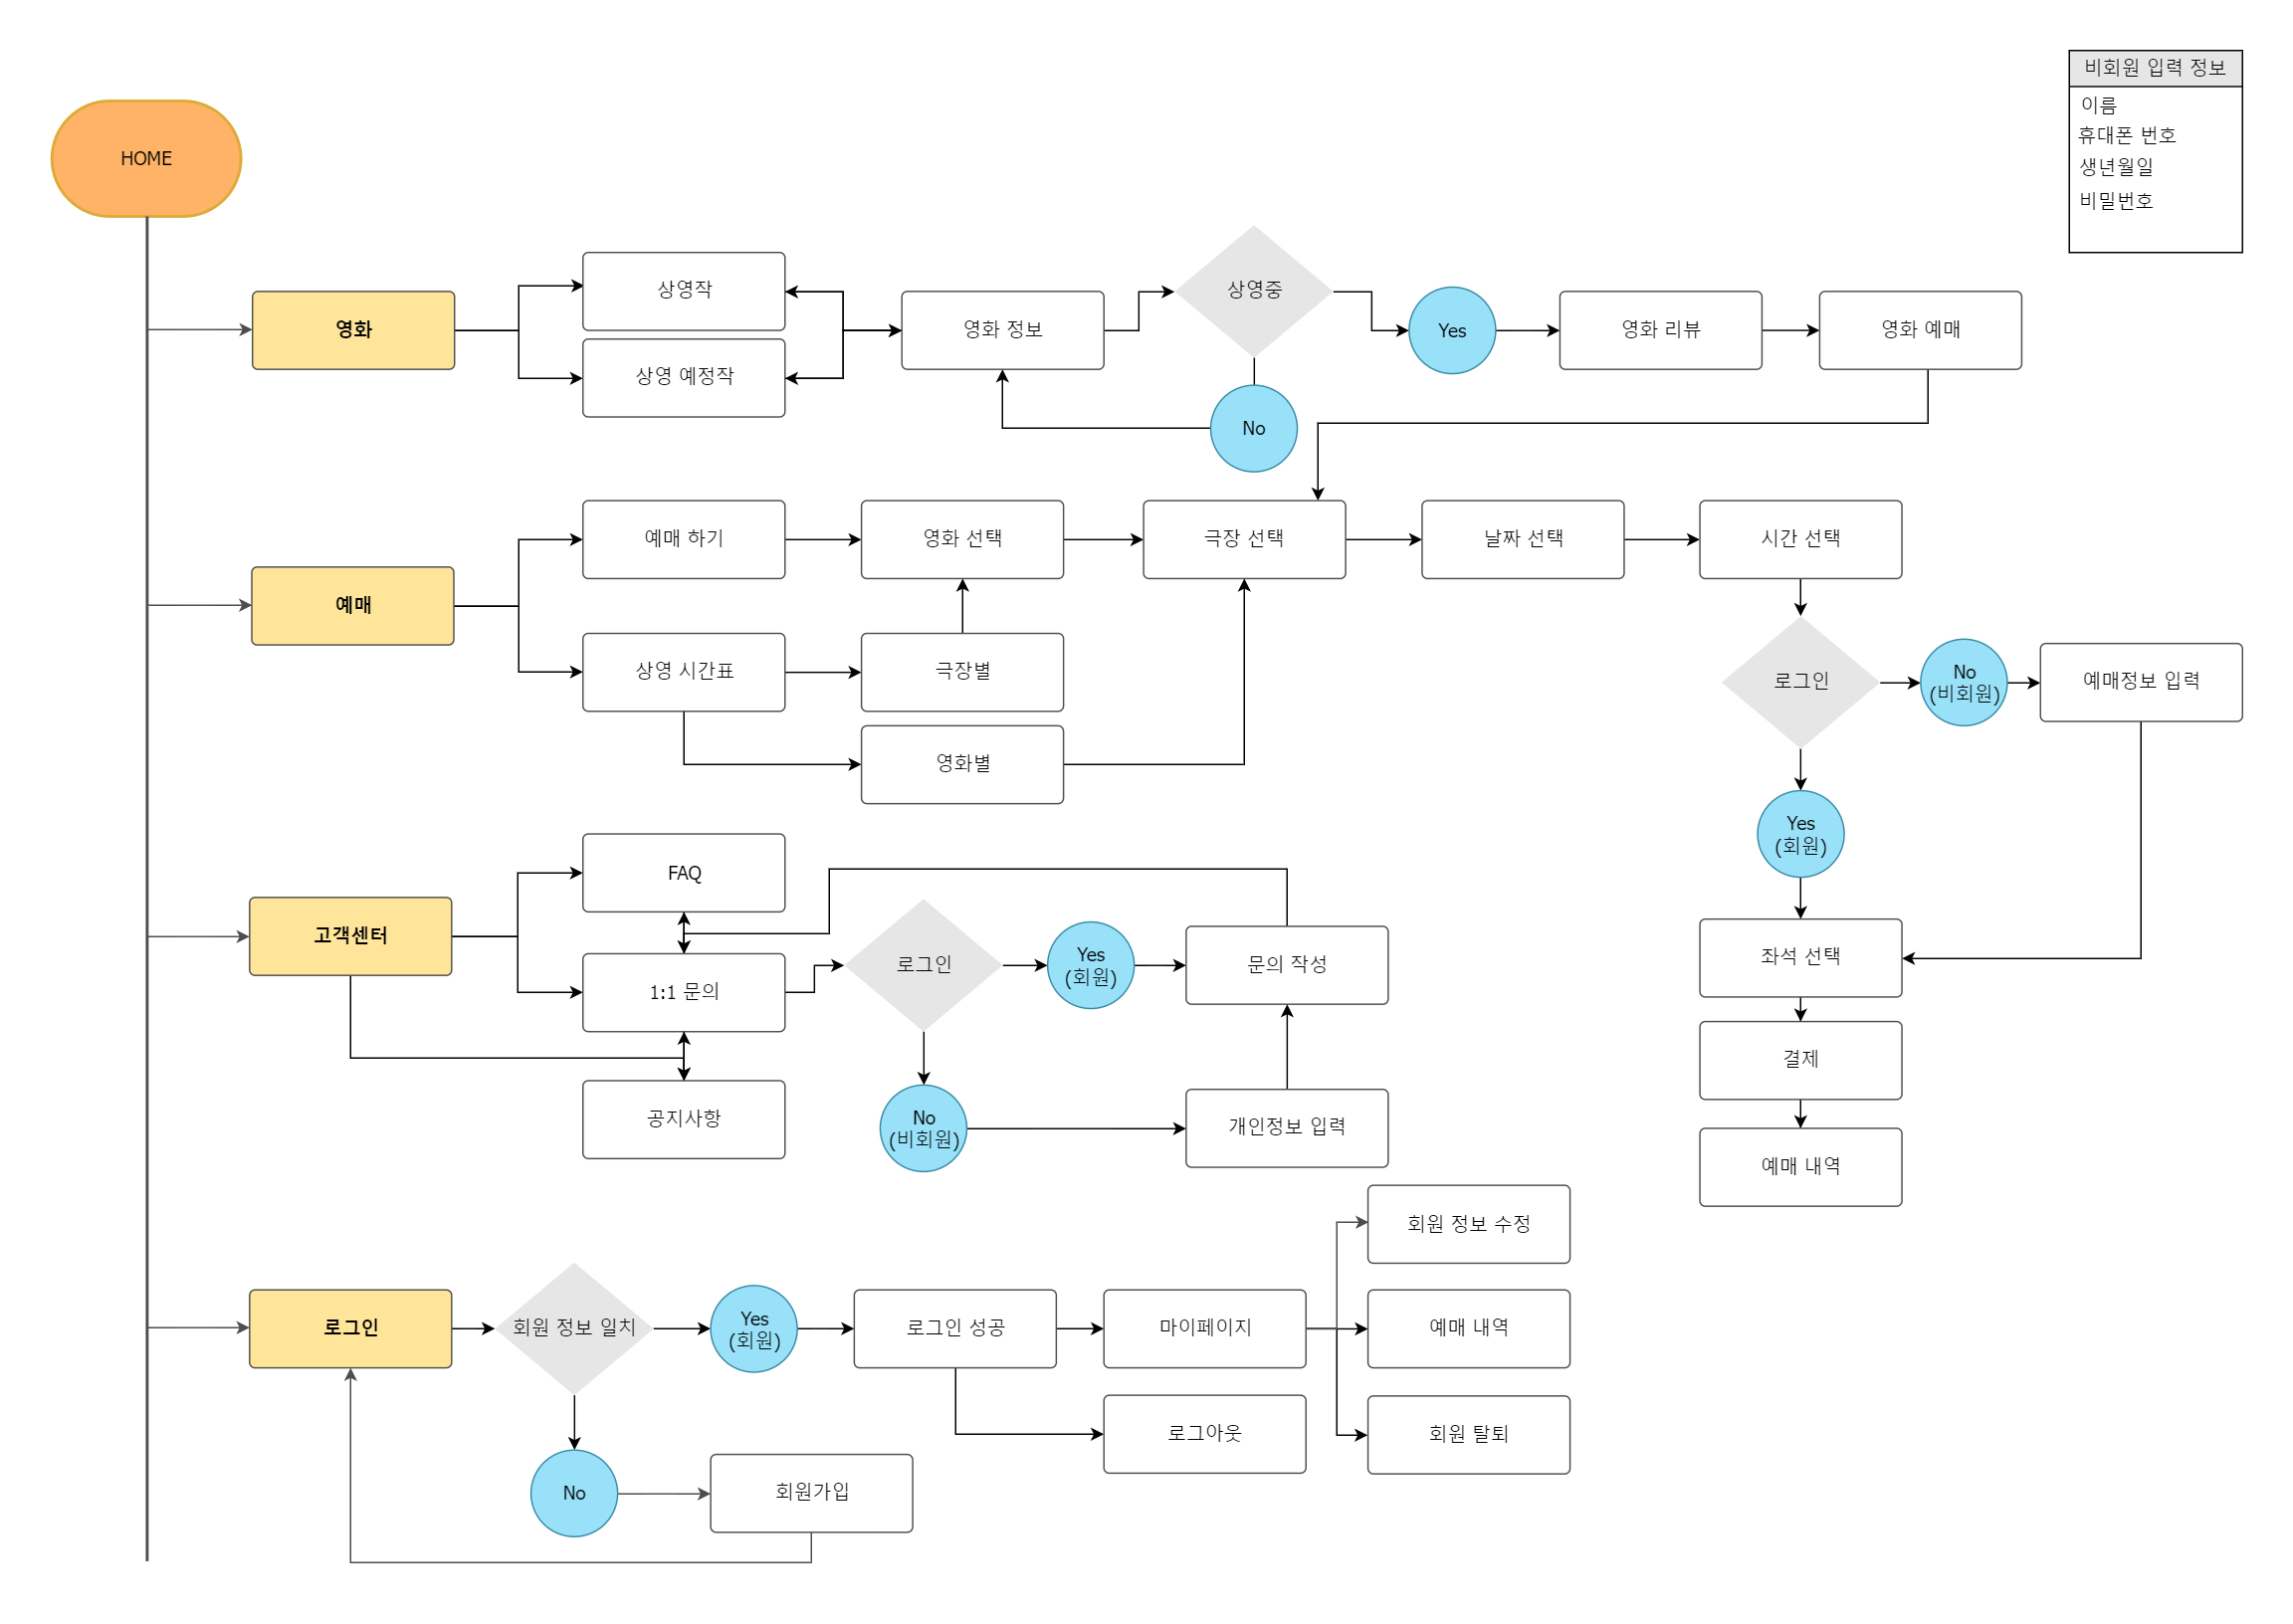 비회원 입력 정보
이름
휴대폰 번호
생년월일
비밀번호
HOME
영화
상영작
상영 예정작
영화 정보
상영중
Yes
No
영화 리뷰
영화 예매
예매
예매 하기
영화 선택
극장 선택
날짜 선택
시간 선택
상영 시간표
극장별
영화별
로그인
No
(비회원)
예매정보 입력
Yes
(회원)
좌석 선택
결제
예매 내역
고객센터
FAQ
1:1 문의
공지사항
로그인
Yes
(회원)
문의 작성
No
(비회원)
개인정보 입력
로그인
회원 정보 일치
Yes
(회원)
로그인 성공
마이페이지
회원 정보 수정
예매 내역
회원 탈퇴
로그아웃
No
회원가입